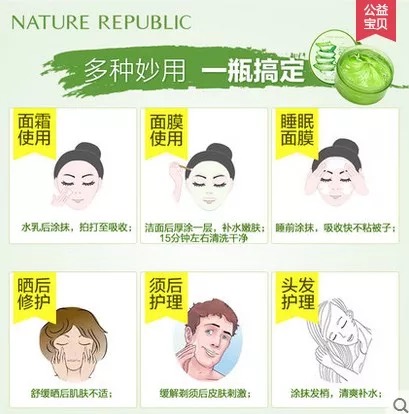 NATURE REPUBLIC
公益
宝贝
多种妙用 一瓶搞定
面霜
使用
面膜
使用
睡眠
面膜
水乳后涂抹，拍打至吸收；
洁面后厚涂一层，补水嫩肤；
15分钟左右清洗干净
睡前涂抹，吸收快不粘被子；
晒后
修护
须后
护理
头发
护理
舒缓晒后肌肤不适；
缓解剃须后皮肤刺激；
涂抹发梢，清爽补水；